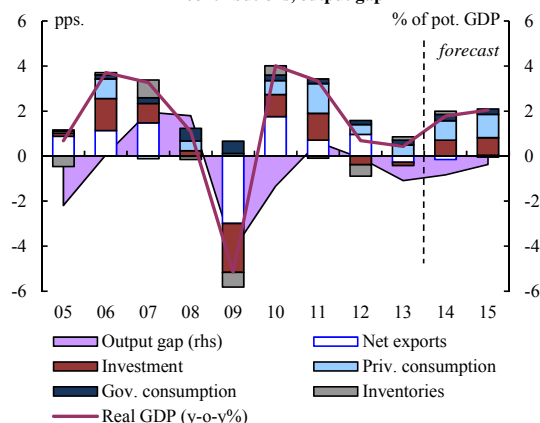 pps.
% of pot. GDP
forecast
6
6
4
4
2
2
0
0
-2
-2
-4
-4
-6
-6
05 06 07 08 09 10 11 12 13 14 15
Output gap (rhs)
Net exports
Investment
Priv. consumption
Gov. consumption
Inventories
Real GDP (y-o-y%)